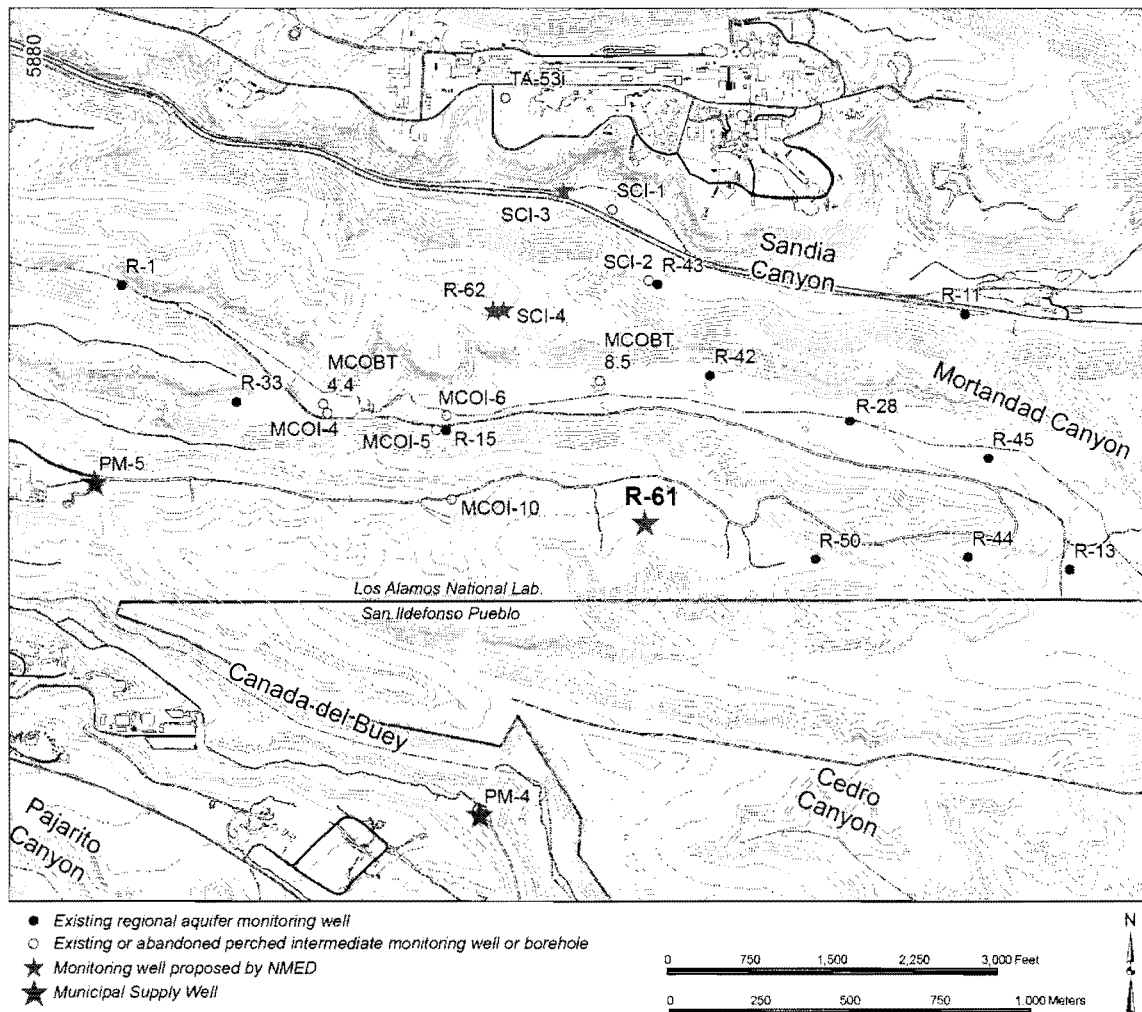 5880
TA-53i
SCI-1
SCI-3
Sandia
Canyon
R-1
SCI-2
R-43
R-62
SCI-4
R-11
MCOBT
8.5
R-42
Mortandad Canyon
MCOBT
4.4
R-33
MCOI-6
R-28
MCOI-4
MCOI-5
R-15
R-45
PM-5
MCOI-10
R-61
R-50
R-44
R-13
Los Alamos National Lab.
San Ildefonso Pueblo
Canada del Buey
Cedro
Canyon
PM-4
Pajarito
Canyon
Existing regional aquifer monitoring well
Existing or abandoned perched intermediate monitoring well or borehole
Monitoring well proposed by NMED
Municipal Supply Well
N
0 750 1,500 2,250 3,000 Feet
0 250 500 750 1,000 Meters